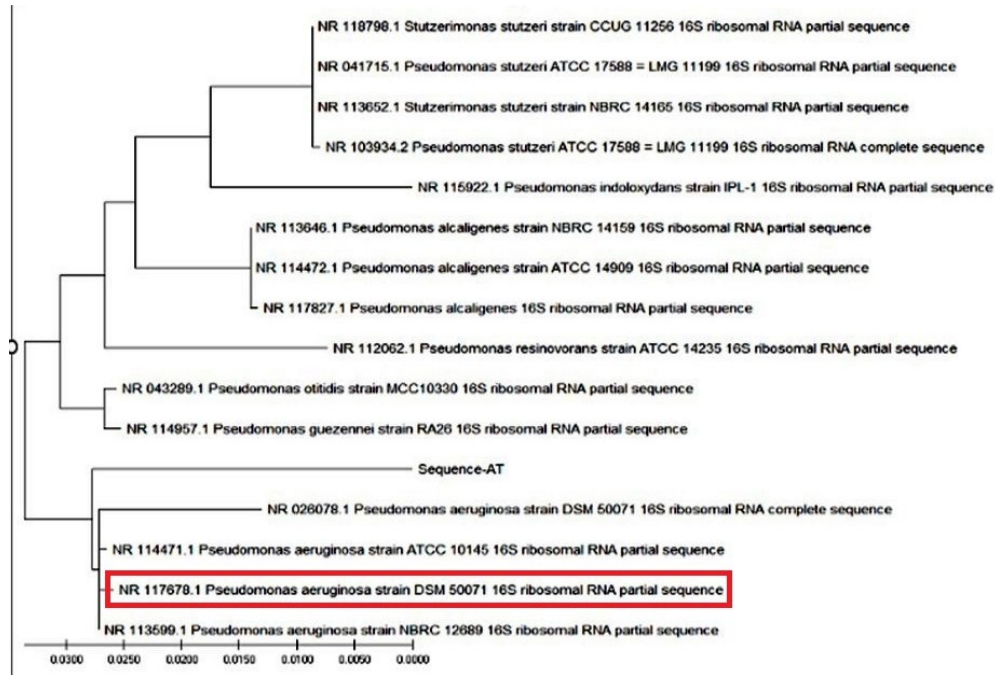 NR 118798.1 Stutzerimonas stutzeri strain CCUG 11256 16S ribosomal RNA partial sequence
NR 041715.1 Pseudomonas stutzeri ATCC 17588 = LMG 11199 16S ribosomal RNA partial sequence
NR 113652.1 Stutzerimonas stutzeri strain NBRC 14165 16S ribosomal RNA partial sequence
NR 103934.2 Pseudomonas stutzeri ATCC 17588 = LMG 11199 16S ribosomal RNA complete sequence
NR 115922.1 Pseudomonas indoloxydans strain IPL-1 16S ribosomal RNA partial sequence
NR 113646.1 Pseudomonas alcaligenes strain NBRC 14159 16S ribosomal RNA partial sequence
NR 114472.1 Pseudomonas alcaligenes strain ATCC 14909 16S ribosomal RNA partial sequence
NR 117827.1 Pseudomonas alcaligenes 16S ribosomal RNA partial sequence
NR 112062.1 Pseudomonas resinovorans strain ATCC 14235 16S ribosomal RNA partial sequence
NR 043289.1 Pseudomonas otitidis strain MCC10330 16S ribosomal RNA partial sequence
NR 114957.1 Pseudomonas guezennei strain RA26 16S ribosomal RNA partial sequence
Sequence-AT
NR 026078.1 Pseudomonas aeruginosa strain DSM 50071 16S ribosomal RNA complete sequence
NR 114471.1 Pseudomonas aeruginosa strain ATCC 10145 16S ribosomal RNA partial sequence
NR 117678.1 Pseudomonas aeruginosa strain DSM 50071 16S ribosomal RNA partial sequence
NR 113599.1 Pseudomonas aeruginosa strain NBRC 12689 16S ribosomal RNA partial sequence
0.0300 0.0250 0.0200 0.0150 0.0100 0.0050 0.0000